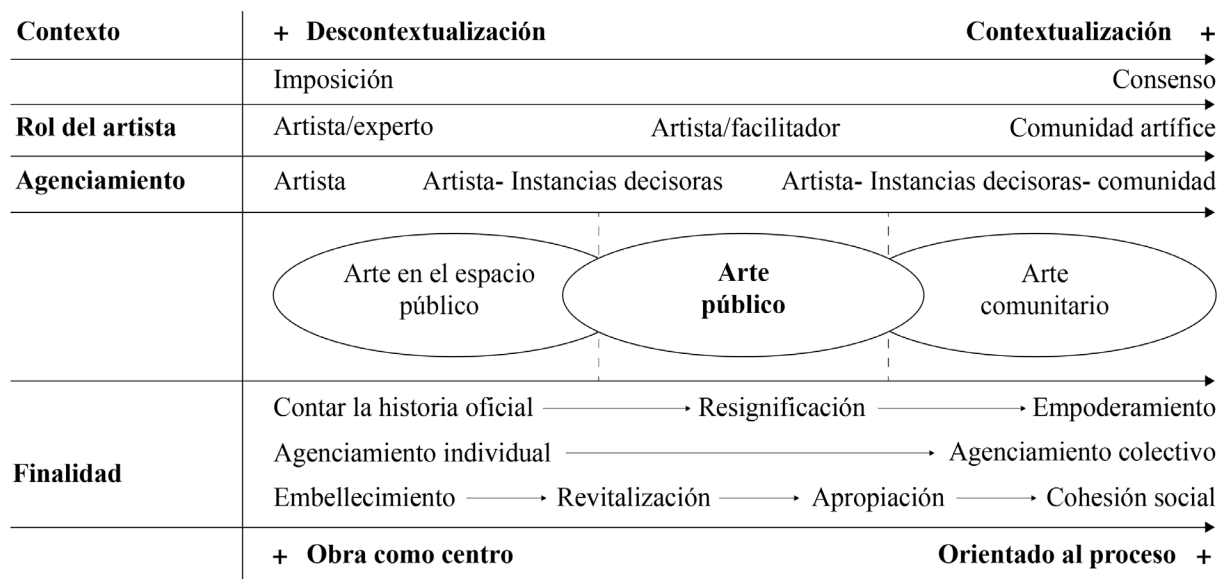 Contexto + Descontextualización Contextualización +
Imposición Consenso
Rol del artista Artista/experto Artista/facilitador Comunidad artífice
Agenciamiento Artista Artista- Instancias decisoras Artista- Instancias decisoras- comunidad
Arte en el espacio
público
Arte
público
Arte
comunitario
Finalidad
Contar la historia oficial Resignificación Empoderamiento
Agenciamiento individual Agenciamiento colectivo
Embellecimiento Revitalización Apropiación Cohesión social
+ Obra como centro Orientado al proceso +